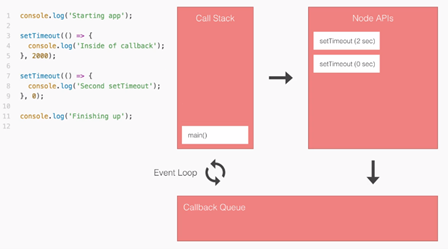 1 console.log('Starting app');
2
3 setTimeout(() => {
4 console.log('Inside of callback');
5 }, 2000);
6
7 setTimeout(() => {
8 console.log('Second setTimeout');
9 }, 0);
10
11 console.log('Finishing up');
12
Call Stack
main()
Node APIs
setTimeout (2 sec)
setTimeout (0 sec)
Event Loop
Callback Queue